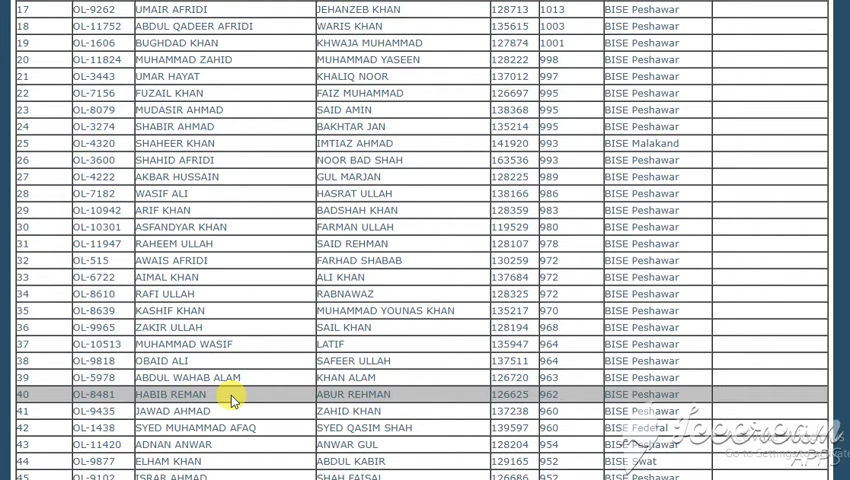 17 OL-9262 UMAIR AFRIDI JEHANZEB KHAN 128713 1013 BISE Peshawar
18 OL-11752 ABDUL QADEER AFRIDI WARIS KHAN 135615 1003 BISE Peshawar
19 OL-1606 BUGHDAD KHAN KHWAJA MUHAMMAD 127874 1001 BISE Peshawar
20 OL-11824 MUHAMMAD ZAHID MUHAMMAD YASEEN 128222 998 BISE Peshawar
21 OL-3443 UMAR HAYAT KHALIQ NOOR 137012 997 BISE Peshawar
22 OL-7156 FUZAIL KHAN FAIZ MUHAMMAD 126697 995 BISE Peshawar
23 OL-8079 MUDASIR AHMAD SAID AMIN 138368 995 BISE Peshawar
24 OL-3274 SHABIR AHMAD BAKHTAR JAN 135214 995 BISE Peshawar
25 OL-4320 SHAHEER KHAN IMTIAZ AHMAD 141920 993 BISE Malakand
26 OL-3600 SHAHID AFRIDI NOOR BAD SHAH 163536 993 BISE Peshawar
27 OL-4222 AKBAR HUSSAIN GUL MARJAN 128225 989 BISE Peshawar
28 OL-7182 WASIF ALI HASRAT ULLAH 138166 986 BISE Peshawar
29 OL-10942 ARIF KHAN BADSHAH KHAN 128359 983 BISE Peshawar
30 OL-10301 ASFANDYAR KHAN FARMAN ULLAH 119529 980 BISE Peshawar
31 OL-11947 RAHEEM ULLAH SAID REHMAN 128107 978 BISE Peshawar
32 OL-515 AWAIS AFRIDI FARHAD SHABAB 130259 972 BISE Peshawar
33 OL-6722 AIMAL KHAN ALI KHAN 137684 972 BISE Peshawar
34 OL-8610 RAFI ULLAH RABNAWAZ 128325 972 BISE Peshawar
35 OL-8639 KASHIF KHAN MUHAMMAD YOUNAS KHAN 135217 970 BISE Peshawar
36 OL-9965 ZAKIR ULLAH SAIL KHAN 128194 968 BISE Peshawar
37 OL-10513 MUHAMMAD WASIF LATIF 135947 964 BISE Peshawar
38 OL-9818 OBAID ALI SAFEER ULLAH 137511 964 BISE Peshawar
39 OL-5978 ABDUL WAHAB ALAM KHAN ALAM 126720 963 BISE Peshawar
40 OL-8481 HABIB REMAN ABUR REHMAN 126625 962 BISE Peshawar
41 OL-9435 JAWAD AHMAD ZAHID KHAN 137238 960 BISE Peshawar
42 OL-1438 SYED MUHAMMAD AFAQ SYED QASIM SHAH 139597 960 BISE Federal
43 OL-11420 ADNAN ANWAR ANWAR GUL 128204 954 BISE Peshawar
44 OL-9877 ELHAM KHAN ABDUL KABIR 129165 952 BISE Swat
45 OL-9102 ISRAR AHMAD SHAH FAISAL 126686 952 BISE Peshawar
Icecream
APPS